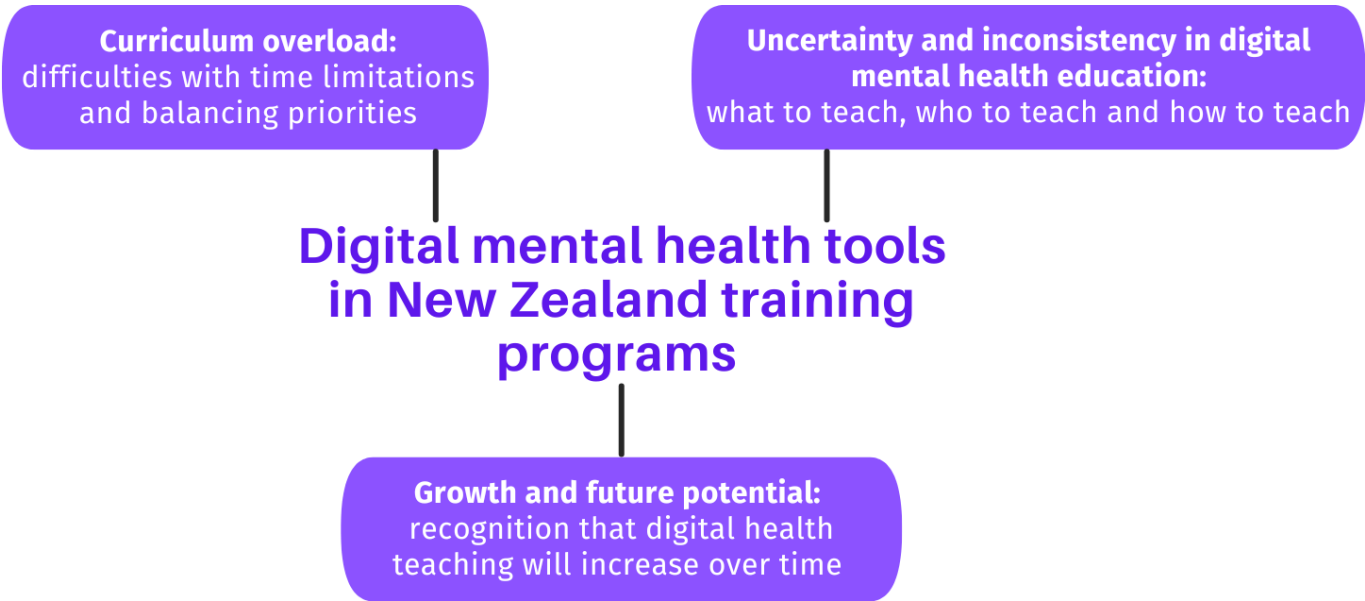 Curriculum overload:
difficulties with time limitations
and balancing priorities
Uncertainty and inconsistency in digital
mental health education:
what to teach, who to teach and how to teach
Digital mental health tools
in New Zealand training
programs
Growth and future potential:
recognition that digital health
teaching will increase over time